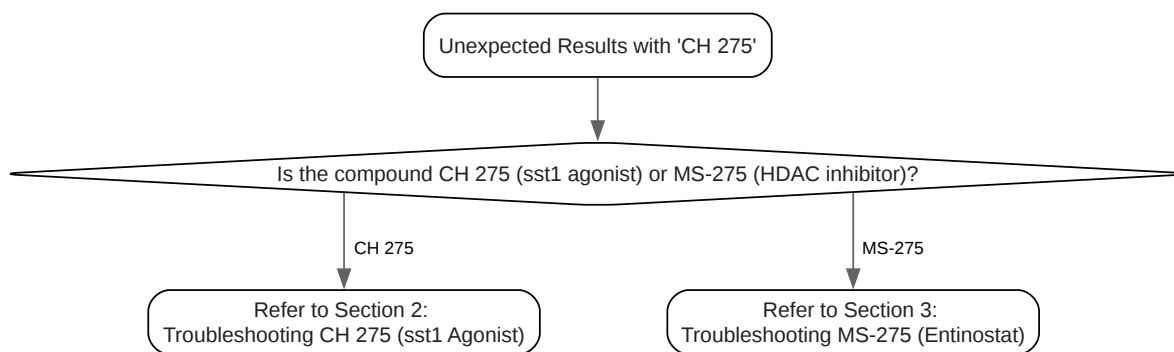 Unexpected Results with 'CH 275'
Is the compound CH 275 (sst1 agonist) or MS-275 (HDAC inhibitor)?
CH 275
MS-275
Refer to Section 2:
Troubleshooting CH 275 (sst1 Agonist)
Refer to Section 3:
Troubleshooting MS-275 (Entinostat)